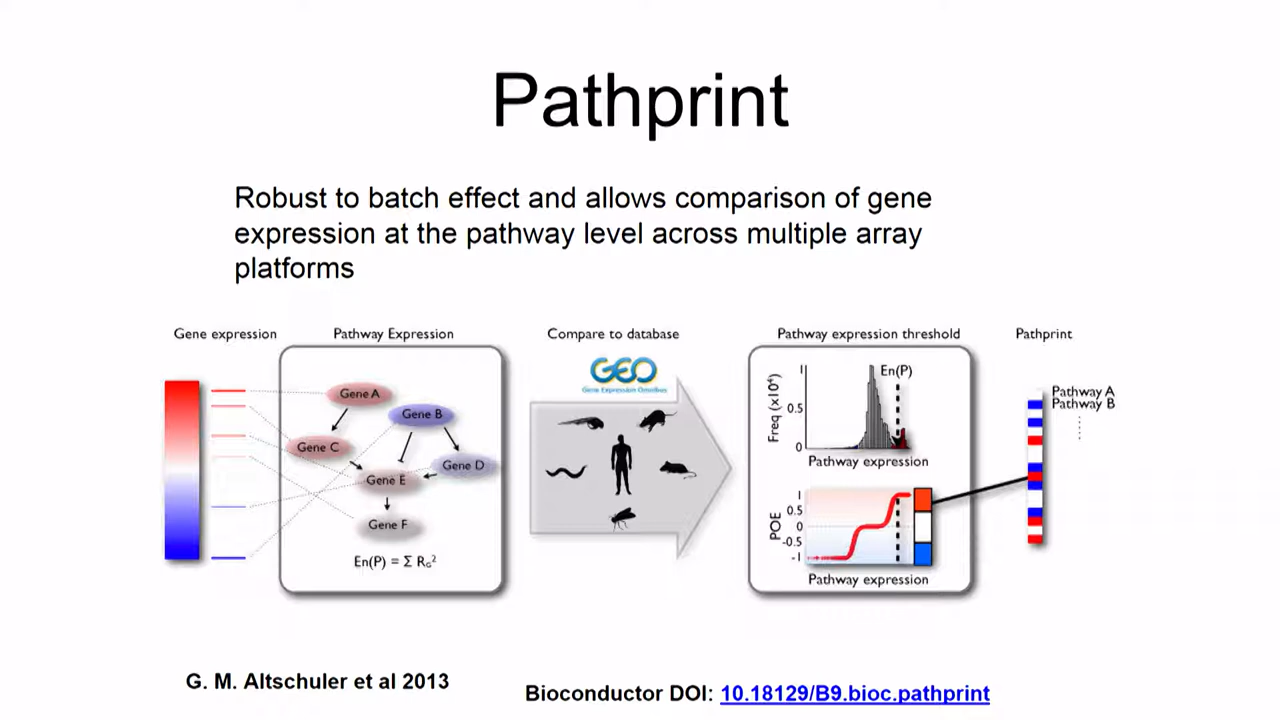 Pathprint
Robust to batch effect and allows comparison of gene
expression at the pathway level across multiple array
platforms
Gene expression
Pathway Expression
Compare to database
Pathway expression threshold
Pathprint
Gene A
Gene B
Gene C
Gene D
Gene E
Gene F
En(P) = Σ R_G²
GEO
Gene Expression Omnibus
Freq (x10⁴)
1
0.5
0
En(P)
Pathway expression
POE
1
0.5
0
-0.5
-1
Pathway expression
Pathway A
Pathway B
G. M. Altschuler et al 2013
Bioconductor DOI: 10.18129/B9.bioc.pathprint